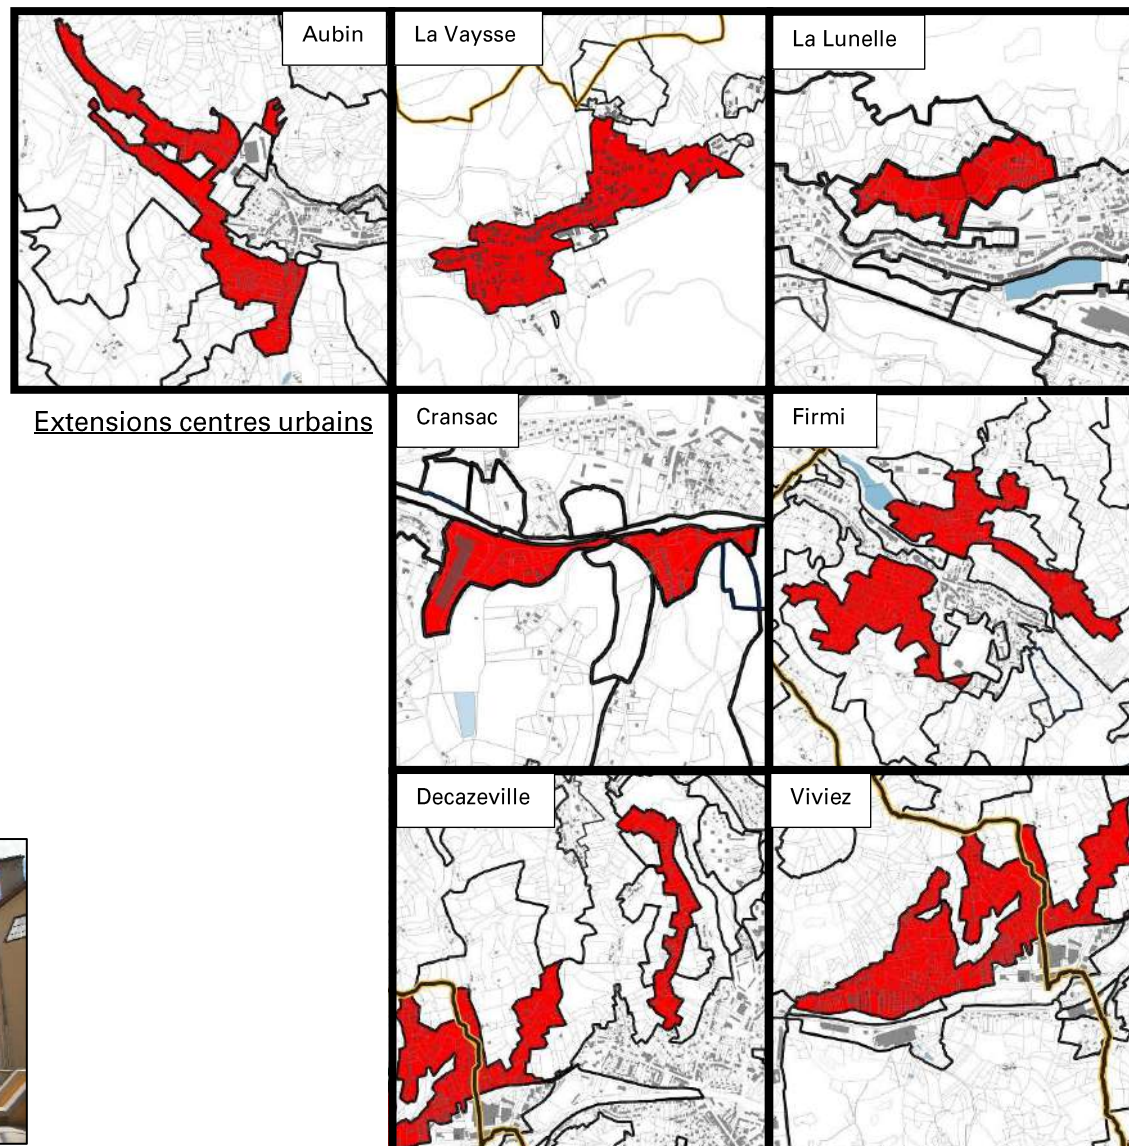 Aubin
La Vaysse
La Lunelle
Extensions centres urbains
Cransac
Firmi
Decazeville
Viviez